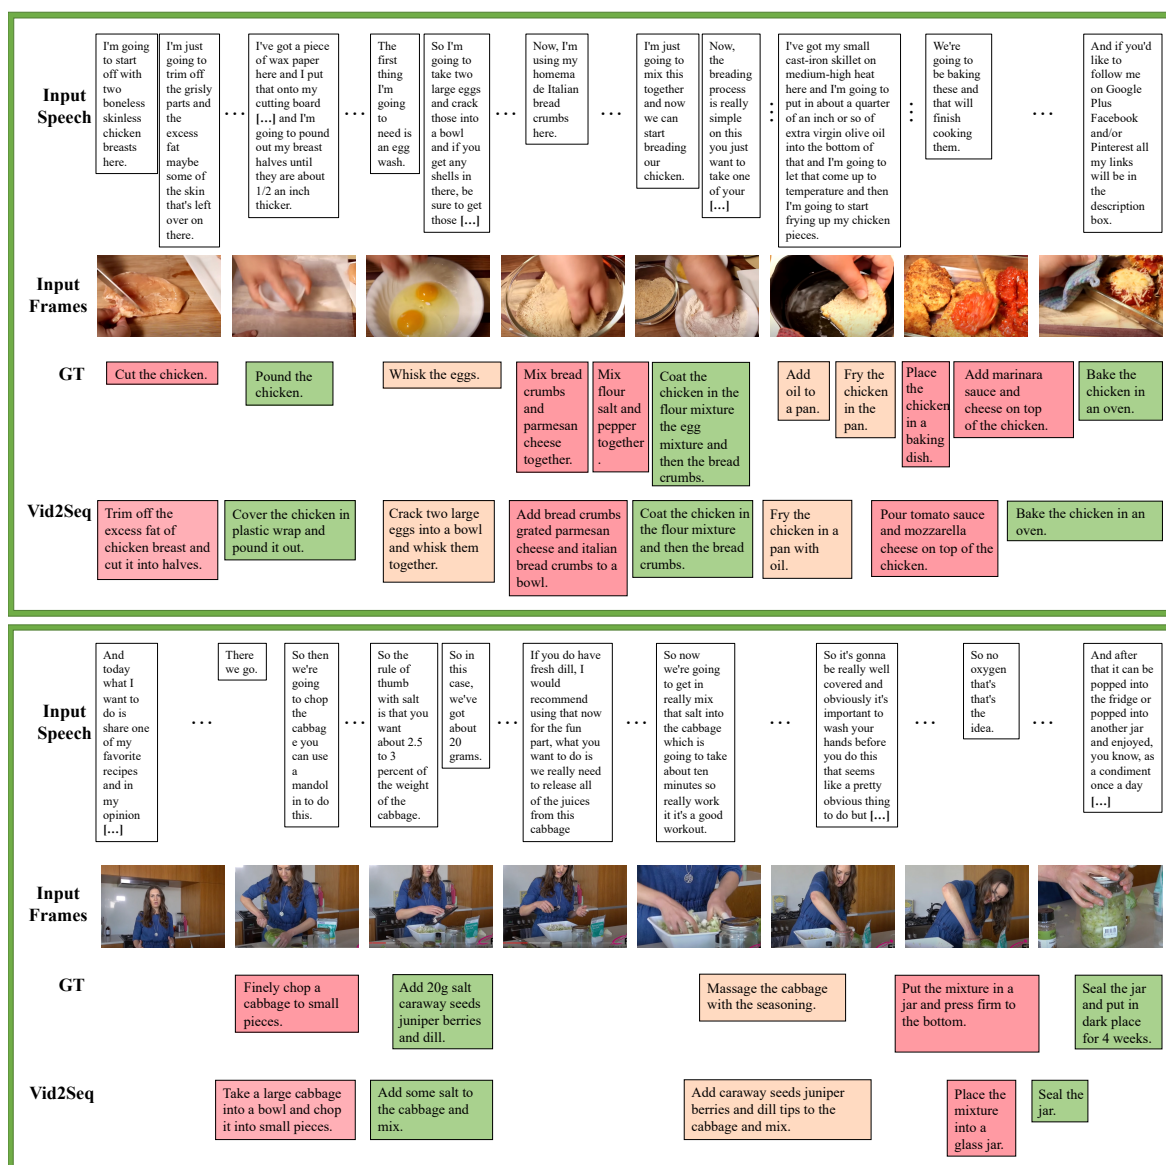 Input
Speech
I'm going
to start
off with
two
boneless
skinless
chicken
breasts
here.
I'm just
going to
trim off
the grisly
parts and
the
excess
fat
maybe
some of
the skin
that's left
over on
there.
...
I've got a piece
of wax paper
here and I put
that onto my
cutting board
[...] and I'm
going to pound
out my breast
halves until
they are about
1/2 an inch
thicker.
...
The
first
thing
I'm
going
to
need is
an egg
wash.
So I'm
going to
take two
large eggs
and crack
those into
a bowl
and if you
get any
shells in
there, be
sure to get
those [...]
...
Now, I'm
using my
homema
de Italian
bread
crumbs
here.
...
I'm just
going to
mix this
together
and now
we can
start
breading
our
chicken.
Now,
the
breading
process
is really
simple
on this
you just
want to
take one
of your
[...]
...
I've got my small
cast-iron skillet on
medium-high heat
here and I'm going to
put in about a quarter
of an inch or so of
extra virgin olive oil
into the bottom of
that and I'm going to
let that come up to
temperature and then
I'm going to start
frying up my chicken
pieces.
...
We're
going to
be baking
these and
that will
finish
cooking
them.
...
And if you'd
like to
follow me
on Google
Plus
Facebook
and/or
Pinterest all
my links
will be in
the
description
box.
Input
Frames
GT
Cut the chicken.
Pound the
chicken.
Whisk the eggs.
Mix bread
crumbs
and
parmesan
cheese
together.
Mix
flour
salt and
pepper
together
.
Coat the
chicken in the
flour mixture
the egg
mixture and
then the bread
crumbs.
Add
oil to
a pan.
Fry the
chicken
in the
pan.
Place
the
chicken
in a
baking
dish.
Add marinara
sauce and
cheese on top
of the chicken.
Bake the
chicken in
an oven.
Vid2Seq
Trim off the
excess fat of
chicken breast and
cut it into halves.
Cover the chicken in
plastic wrap and
pound it out.
Crack two large
eggs into a bowl
and whisk them
together.
Add bread crumbs
grated parmesan
cheese and italian
bread crumbs to a
bowl.
Coat the chicken in
the flour mixture
and then the bread
crumbs.
Fry the
chicken in a
pan with
oil.
Pour tomato sauce
and mozzarella
cheese on top of the
chicken.
Bake the chicken in an
oven.
Input
Speech
And
today
what I
want to
do is
share one
of my
favorite
recipes
and in
my
opinion
[...]
...
There
we go.
So then
we're
going
to chop
the
cabbag
e you
can use
a
mandol
in to do
this.
...
So the
rule of
thumb
with salt
is that you
want
about 2.5
to 3
percent of
the weight
of the
cabbage.
So in
this
case,
we've
got
about
20
grams.
...
If you do have
fresh dill, I
would
recommend
using that now
for the fun
part, what you
want to do is
we really need
to release all
of the juices
from this
cabbage
...
So now
we're going
to get in
really mix
that salt into
the cabbage
which is
going to take
about ten
minutes so
really work
it it's a good
workout.
...
So it's gonna
be really well
covered and
obviously it's
important to
wash your
hands before
you do this
that seems
like a pretty
obvious thing
to do but [...]
...
So no
oxygen
that's
the
idea.
...
And after
that it can be
popped into
the fridge or
popped into
another jar
and enjoyed,
you know, as
a condiment
once a day
[...]
Input
Frames
GT
Finely chop a
cabbage to small
pieces.
Add 20g salt
caraway seeds
juniper berries
and dill.
Massage the cabbage
with the seasoning.
Put the mixture in a
jar and press firm to
the bottom.
Seal the jar
and put in
dark place
for 4 weeks.
Vid2Seq
Take a large cabbage
into a bowl and chop
it into small pieces.
Add some salt to
the cabbage and
mix.
Add caraway seeds juniper
berries and dill tips to the
cabbage and mix.
Place the
mixture
into a
glass jar.
Seal the
jar.